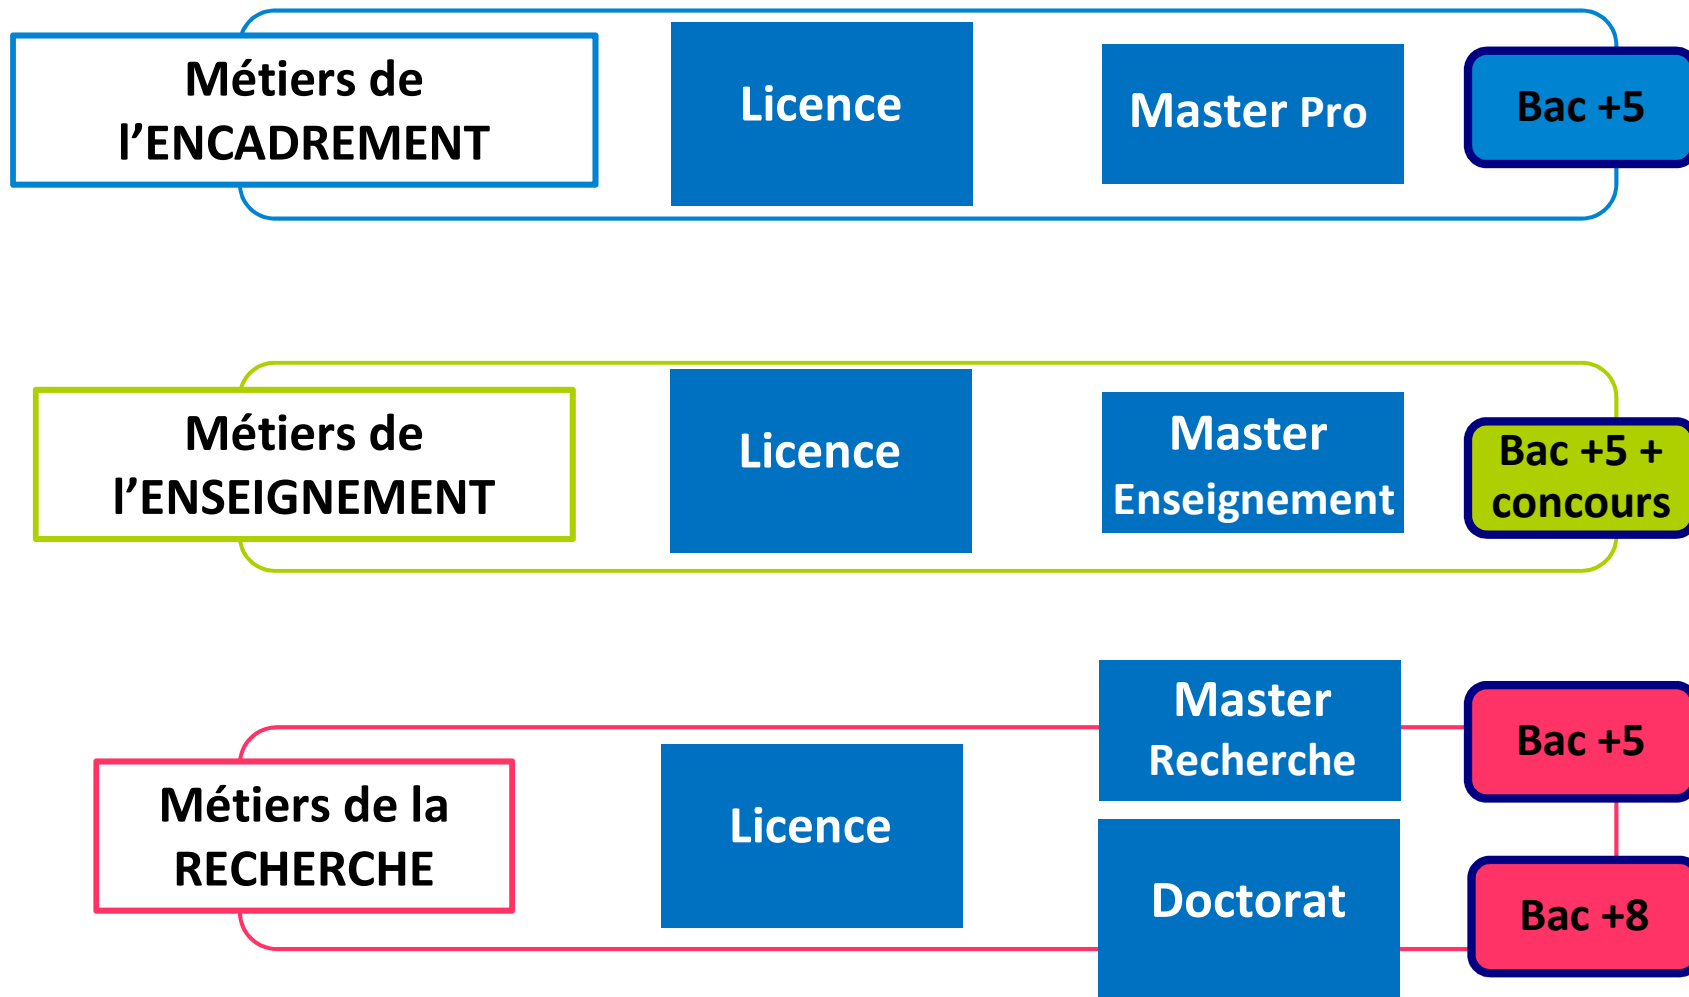 Métiers de
l’ENCADREMENT
Licence
Master Pro
Bac +5
Métiers de
l’ENSEIGNEMENT
Licence
Master
Enseignement
Bac +5 +
concours
Métiers de la
RECHERCHE
Licence
Master
Recherche
Bac +5
Doctorat
Bac +8